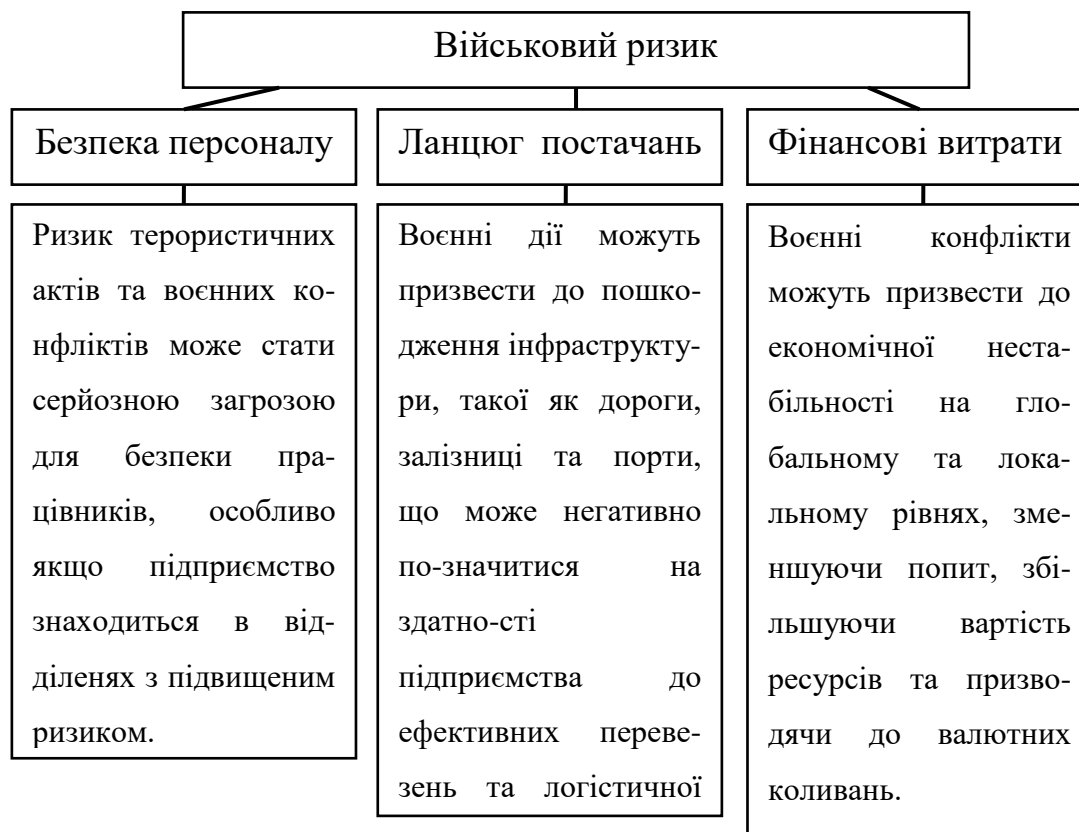 Військовий ризик
Безпека персоналу
Ланцюг постачань
Фінансові витрати
Ризик терористичних
актів та воєнних ко-
нфліктів може стати
серйозною загрозою
для безпеки пра-
цівників, особливо
якщо підприємство
знаходиться в від-
діленях з підвищеним
ризиком.
Воєнні дії можуть
призвести до пошко-
дження інфраструкту-
ри, такої як дороги,
залізниці та порти,
що може негативно
по-значитися на
здатно-сті
підприємства до
ефективних переве-
зень та логістичної
Воєнні конфлікти
можуть призвести до
економічної неста-
більності на гло-
бальному та лока-
льному рівнях, зме-
ншуючи попит, збі-
льшуючи вартість
ресурсів та призво-
дячи до валютних
коливань.